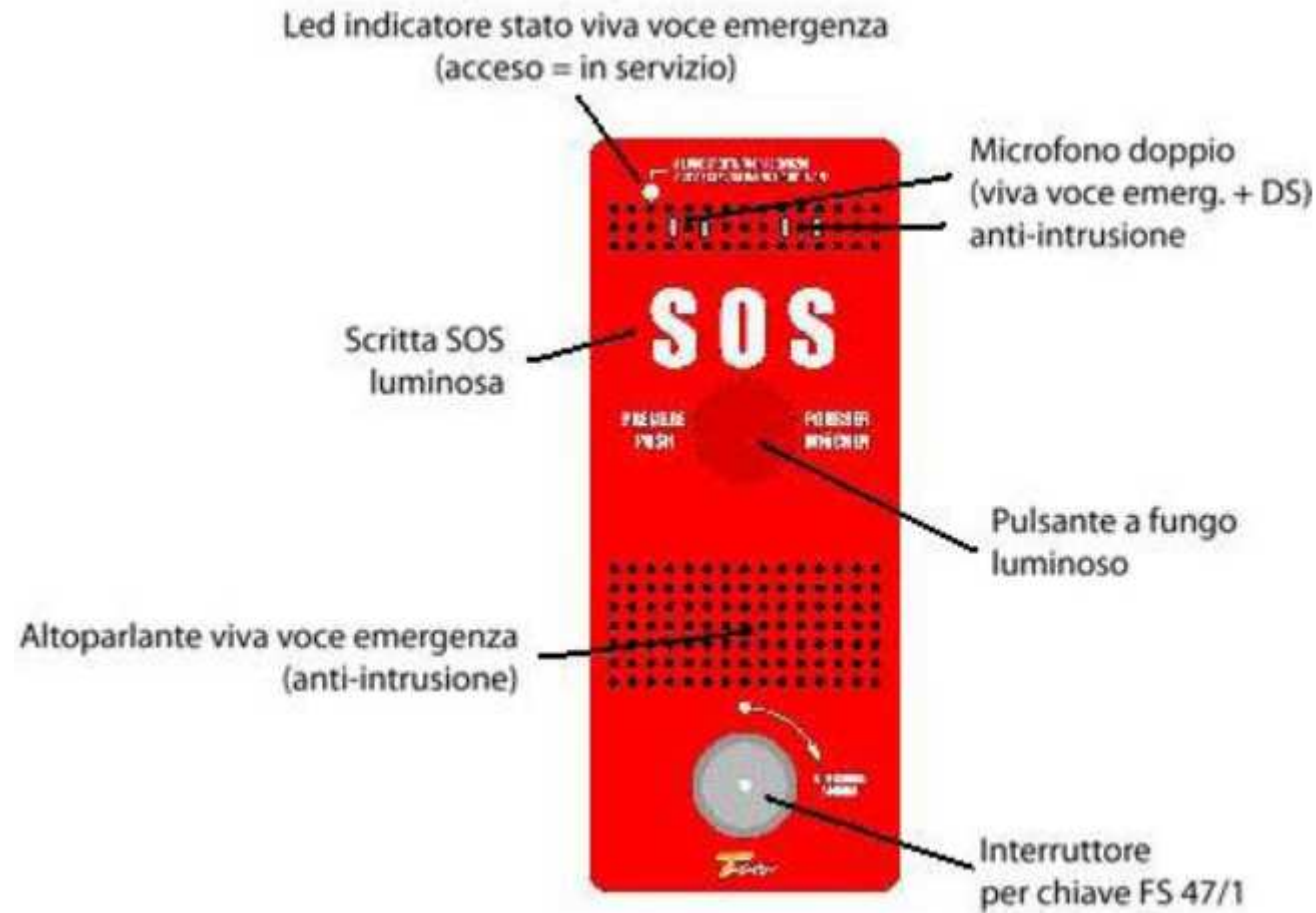 Led indicatore stato viva voce emergenza
(acceso = in servizio)
Microfono doppio
(viva voce emerg. + DS)
anti-intrusione
SOS
Scritta SOS
luminosa
PREMERE
PUSH
POUSSER
Pulsante a fungo
luminoso
Altoparlante viva voce emergenza
(anti-intrusione)
Interruttore
per chiave FS 47/1